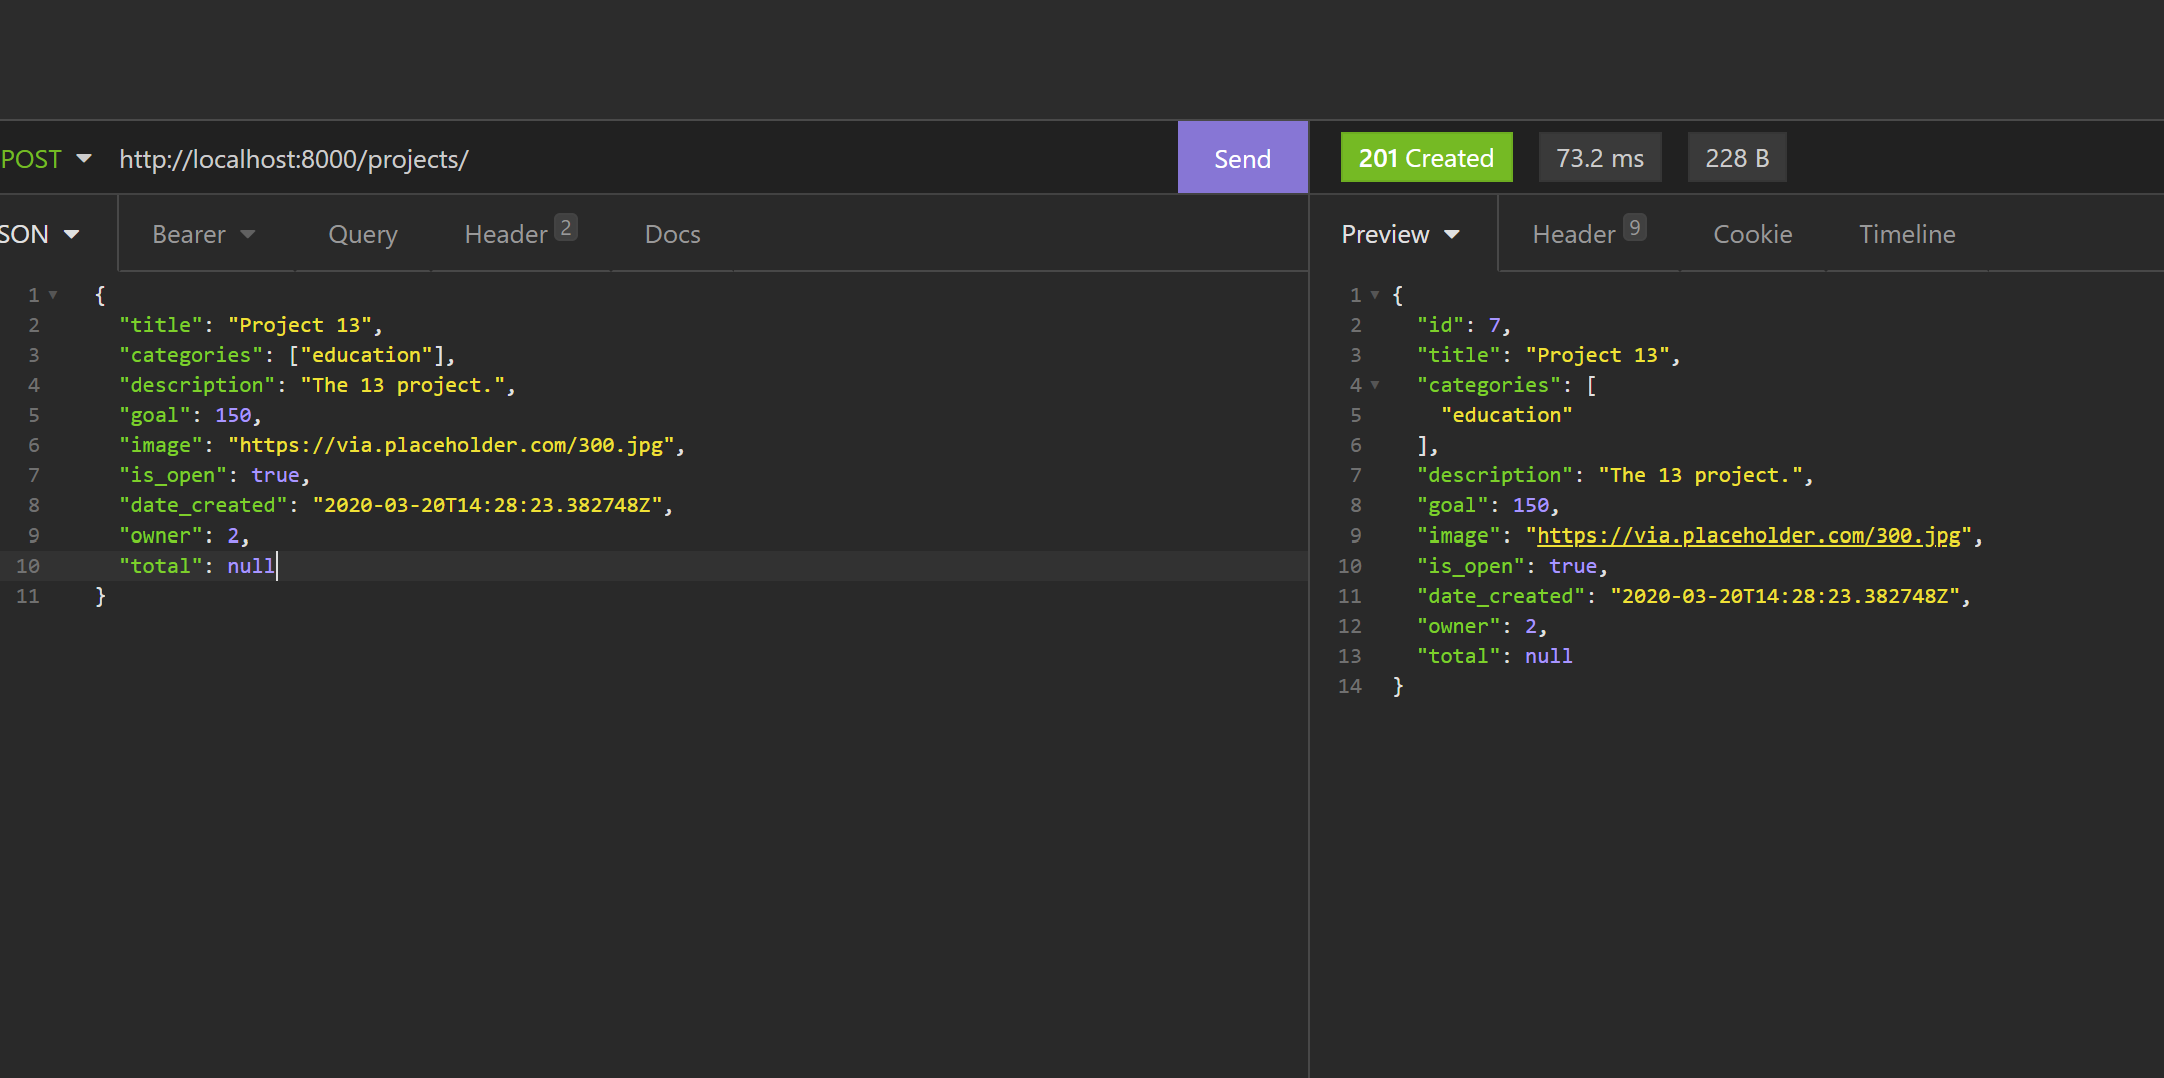 POST http://localhost:8000/projects/ Send 201 Created 73.2 ms 228 B
SON Bearer Query Header 2 Docs Preview Header 9 Cookie Timeline
1 {
2 "title": "Project 13",
3 "categories": ["education"],
4 "description": "The 13 project.",
5 "goal": 150,
6 "image": "https://via.placeholder.com/300.jpg",
7 "is_open": true,
8 "date_created": "2020-03-20T14:28:23.382748Z",
9 "owner": 2,
10 "total": null
11 }
1 {
2 "id": 7,
3 "title": "Project 13",
4 "categories": [
5 "education"
6 ],
7 "description": "The 13 project.",
8 "goal": 150,
9 "image": "https://via.placeholder.com/300.jpg",
10 "is_open": true,
11 "date_created": "2020-03-20T14:28:23.382748Z",
12 "owner": 2,
13 "total": null
14 }